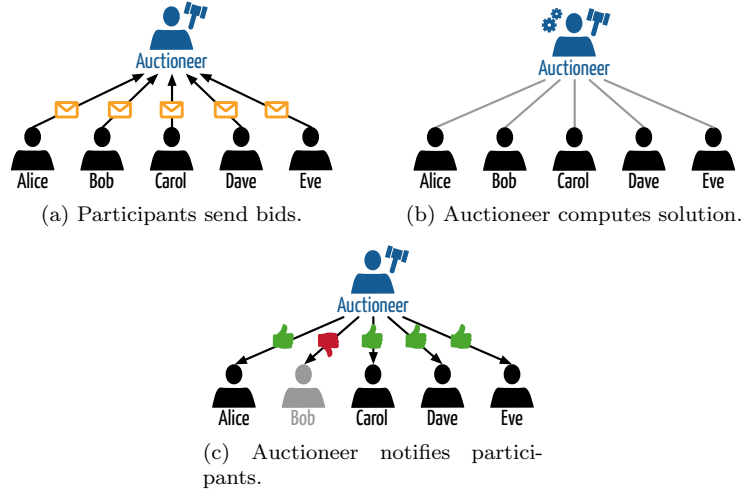 Auctioneer
Alice Bob Carol Dave Eve
(a) Participants send bids.
Auctioneer
Alice Bob Carol Dave Eve
(b) Auctioneer computes solution.
Auctioneer
Alice Bob Carol Dave Eve
(c) Auctioneer notifies partici-
pants.